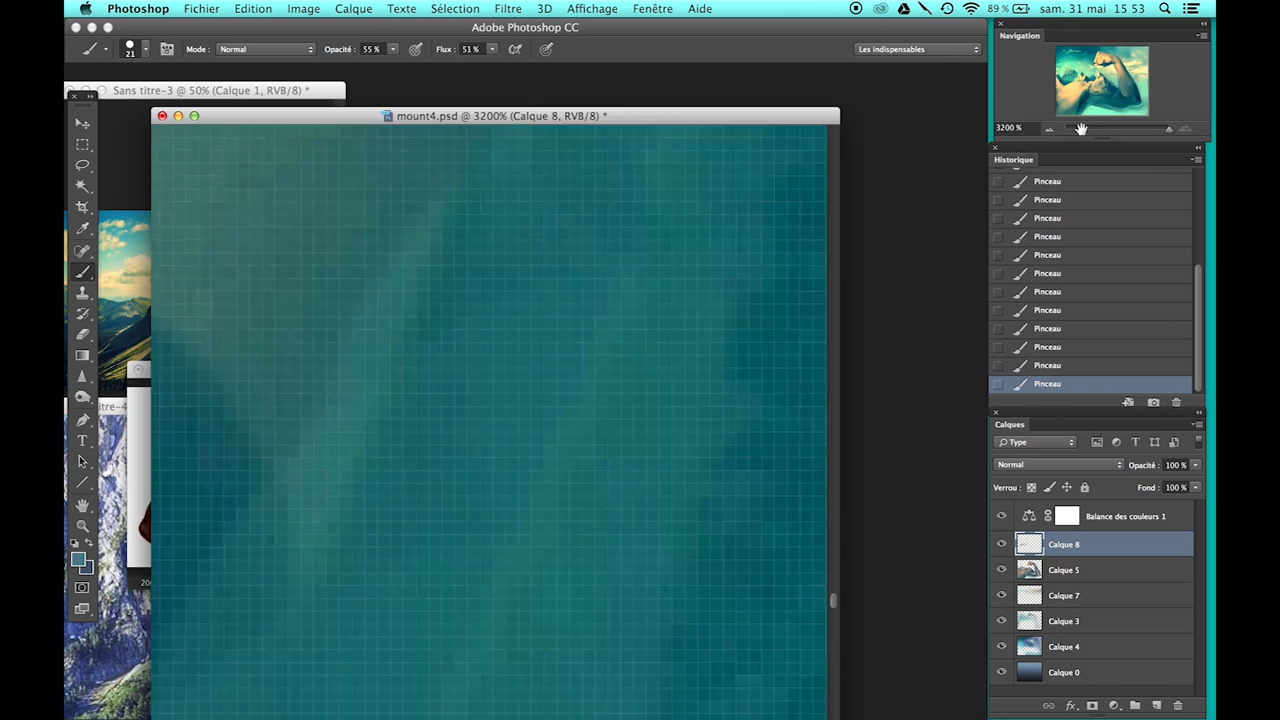 Photoshop Fichier Edition Image Calque Texte Sélection Filtre 3D Affichage Fenêtre Aide 89 % sam. 31 mai 15 53
Adobe Photoshop CC
21 Mode : Normal Opacité : 55 % Flux : 51 % Les indispensables
Navigation
3200 %
Sans titre-3 @ 50% (Calque 1, RVB/8) *
mount4.psd @ 3200% (Calque 8, RVB/8) *
Historique
Pinceau
Pinceau
Pinceau
Pinceau
Pinceau
Pinceau
Pinceau
Pinceau
Pinceau
Pinceau
Pinceau
Pinceau
itre-4
Calques
Type
Normal Opacité : 100 %
Verrou : Fond : 100 %
Balance des couleurs 1
Calque 8
Calque 5
Calque 7
Calque 3
Calque 4
Calque 0